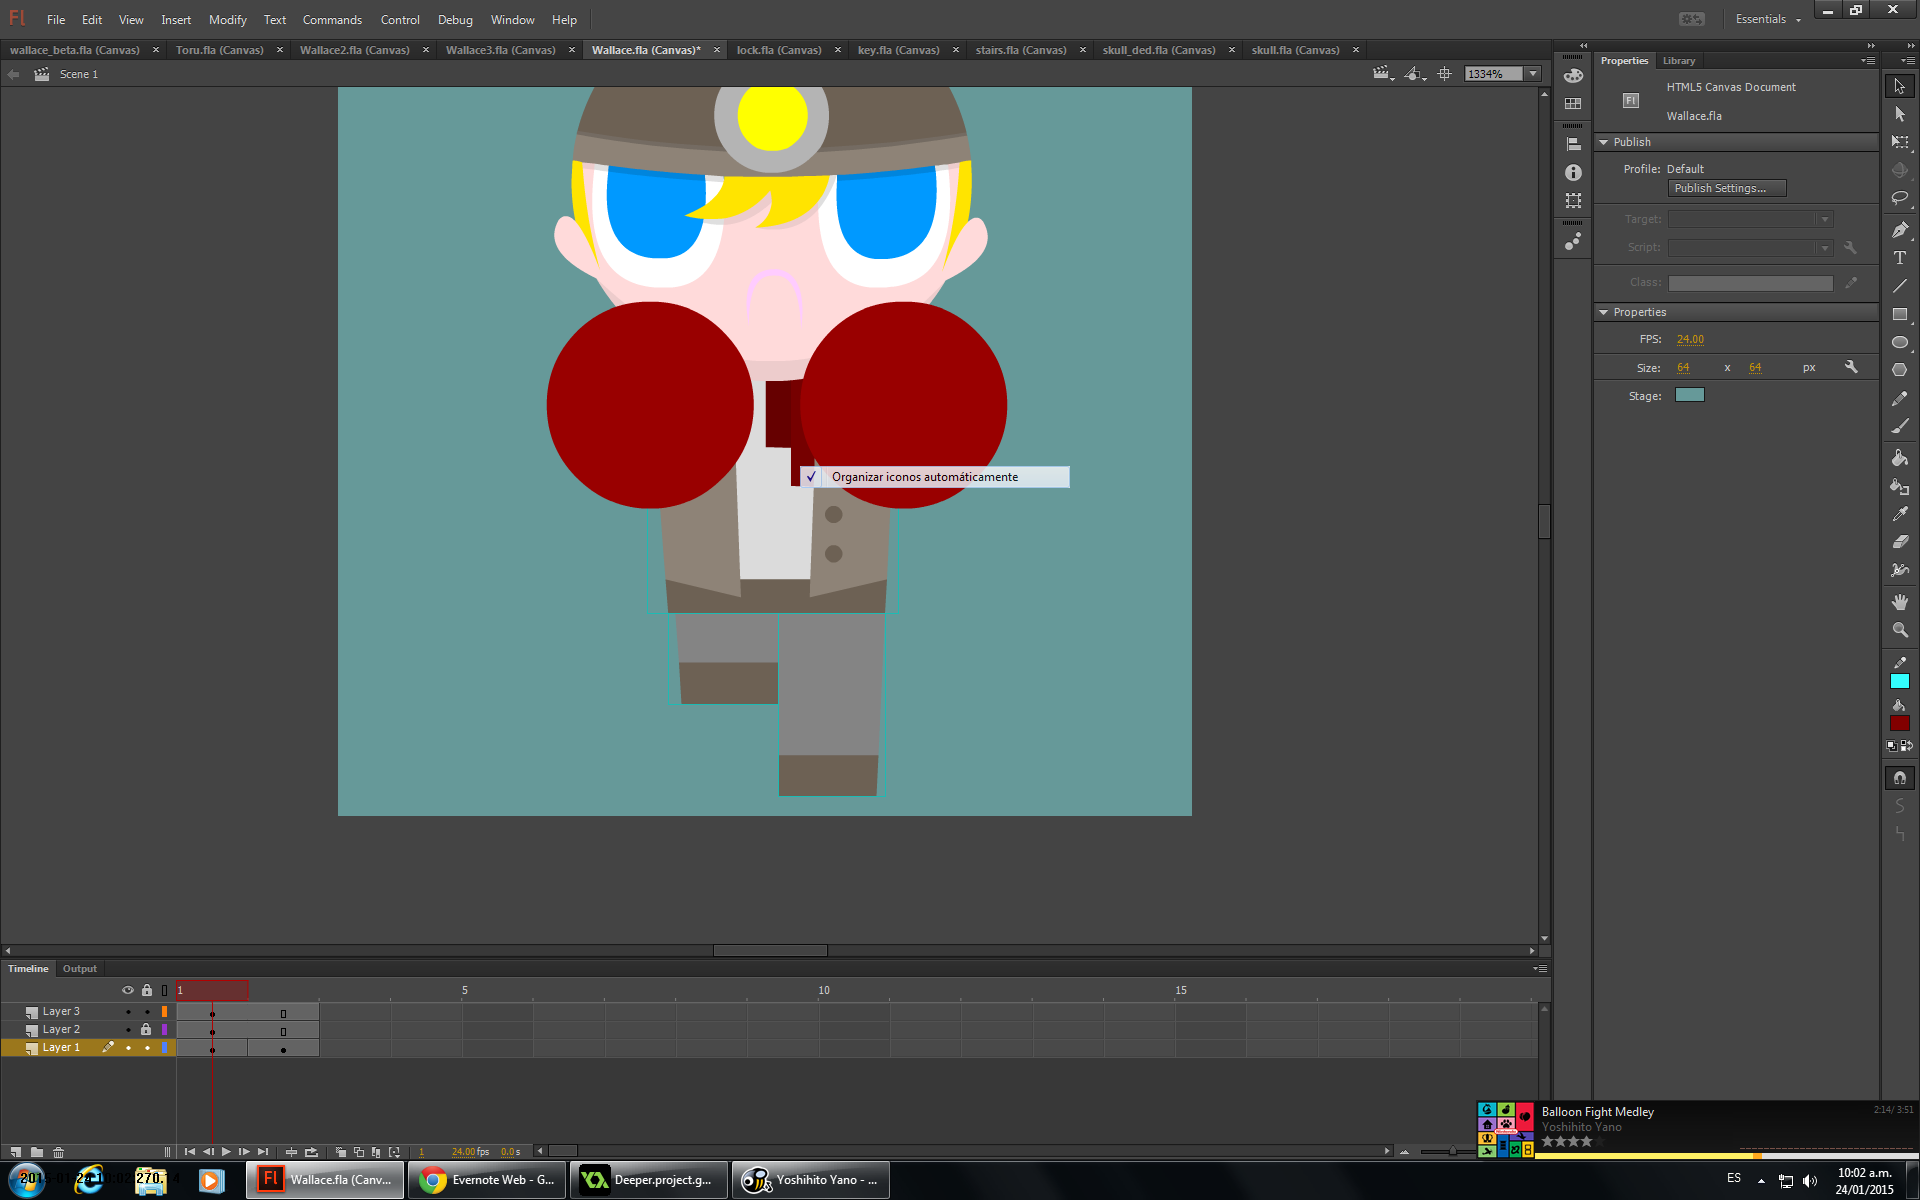 Fl File Edit View Insert Modify Text Commands Control Debug Window Help Essentials
wallace_beta.fla (Canvas) × Toru.fla (Canvas) × Wallace2.fla (Canvas) × Wallace3.fla (Canvas) × Wallace.fla (Canvas)* × lock.fla (Canvas) × key.fla (Canvas) × stairs.fla (Canvas) × skull_ded.fla (Canvas) × skull.fla (Canvas) ×
Scene 1 1334%
Properties Library
HTML5 Canvas Document
Fl
Wallace.fla
Publish
Profile: Default
Publish Settings...
Target:
Script:
Class:
Properties
FPS: 24.00
Size: 64 x 64 px
Stage:
✓ Organizar iconos automáticamente
Timeline Output
1 5 10 15
Layer 3
Layer 2
Layer 1
1 24.00 fps 0.0 s
Balloon Fight Medley 2:14/ 3:51
Yoshihito Yano
Fl Wallace.fla (Canv... Evernote Web - G... Deeper.project.g... Yoshihito Yano - ...
ES 10:02 a.m.
24/01/2015